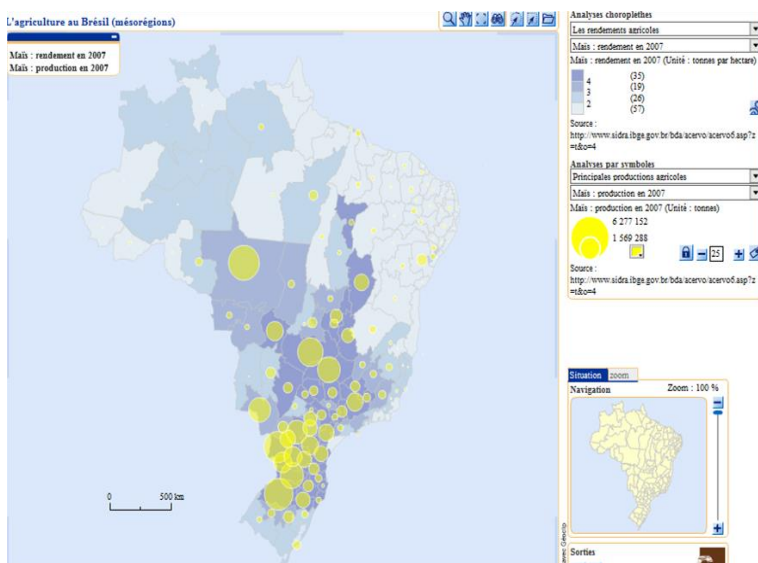 L'agriculture au Brésil (mésorégions)
Maïs : rendement en 2007
Maïs : production en 2007
0 500 km
Analyses choroplèthes
Les rendements agricoles
Maïs : rendement en 2007
Maïs : rendement en 2007 (Unité : tonnes par hectare)
4 (35)
3 (19)
2 (26)
(57)
Source :
http://www.sidra.ibge.gov.br/bda/acervo/acervo6.asp?z
=t&o=4
Analyses par symboles
Principales productions agricoles
Maïs : production en 2007
Maïs : production en 2007 (Unité : tonnes)
6 277 152
1 569 288
25
Source :
http://www.sidra.ibge.gov.br/bda/acervo/acervo6.asp?z
=t&o=4
Situation zoom
Navigation Zoom : 100 %
Sorties
avec Géoclip